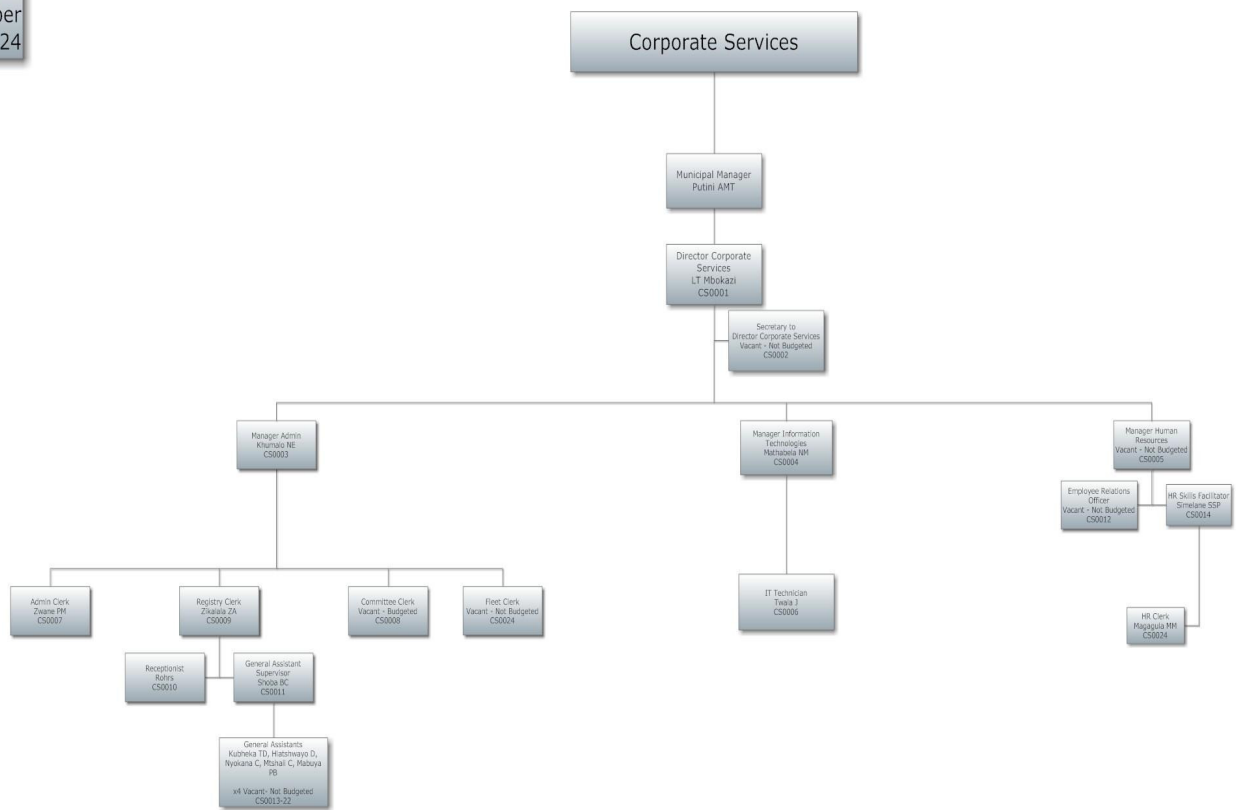 per
24
Corporate Services
Municipal Manager
Putini AMT
Director Corporate
Services
LT Mbokazi
CS0001
Secretary to
Director Corporate Services
Vacant - Not Budgeted
CS0002
Manager Admin
Khumalo NE
CS0003
Manager Information
Technologies
Mathabela NM
CS0004
Manager Human
Resources
Vacant - Not Budgeted
CS0005
Employee Relations
Officer
Vacant - Not Budgeted
CS0012
HR Skills Facilitator
Simelane SSP
CS0014
Admin Clerk
Zwane PM
CS0007
Registry Clerk
Zikalala ZA
CS0009
Committee Clerk
Vacant - Budgeted
CS0008
Fleet Clerk
Vacant - Not Budgeted
CS0024
IT Technician
Twala J
CS0006
HR Clerk
Magagula MM
CS0024
Receptionist
Rohrs
CS0010
General Assistant
Supervisor
Shoba BC
CS0011
General Assistants
Kubheka TD, Hlatshwayo D,
Nyokana C, Mtshali C, Mabuya
PB
x4 Vacant- Not Budgeted
CS0013-22